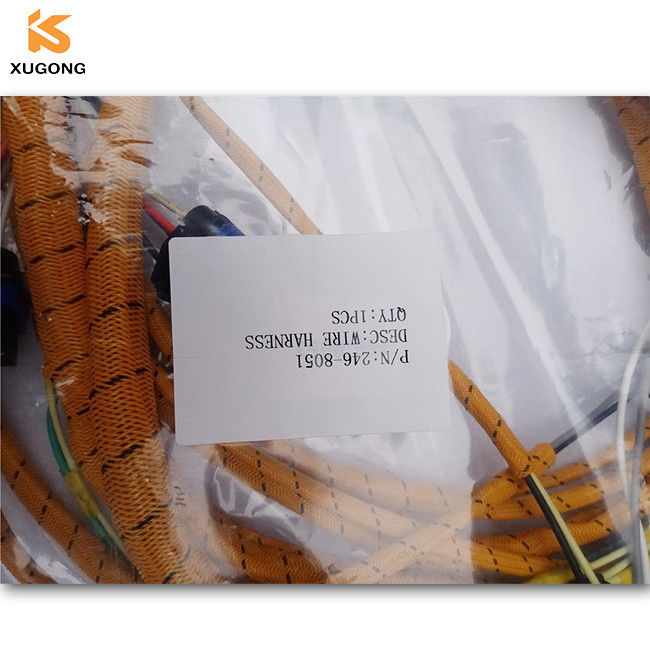 XUGONG
P/N:246-8051
DESC:WIRE HARNESS
QTY:1PCS